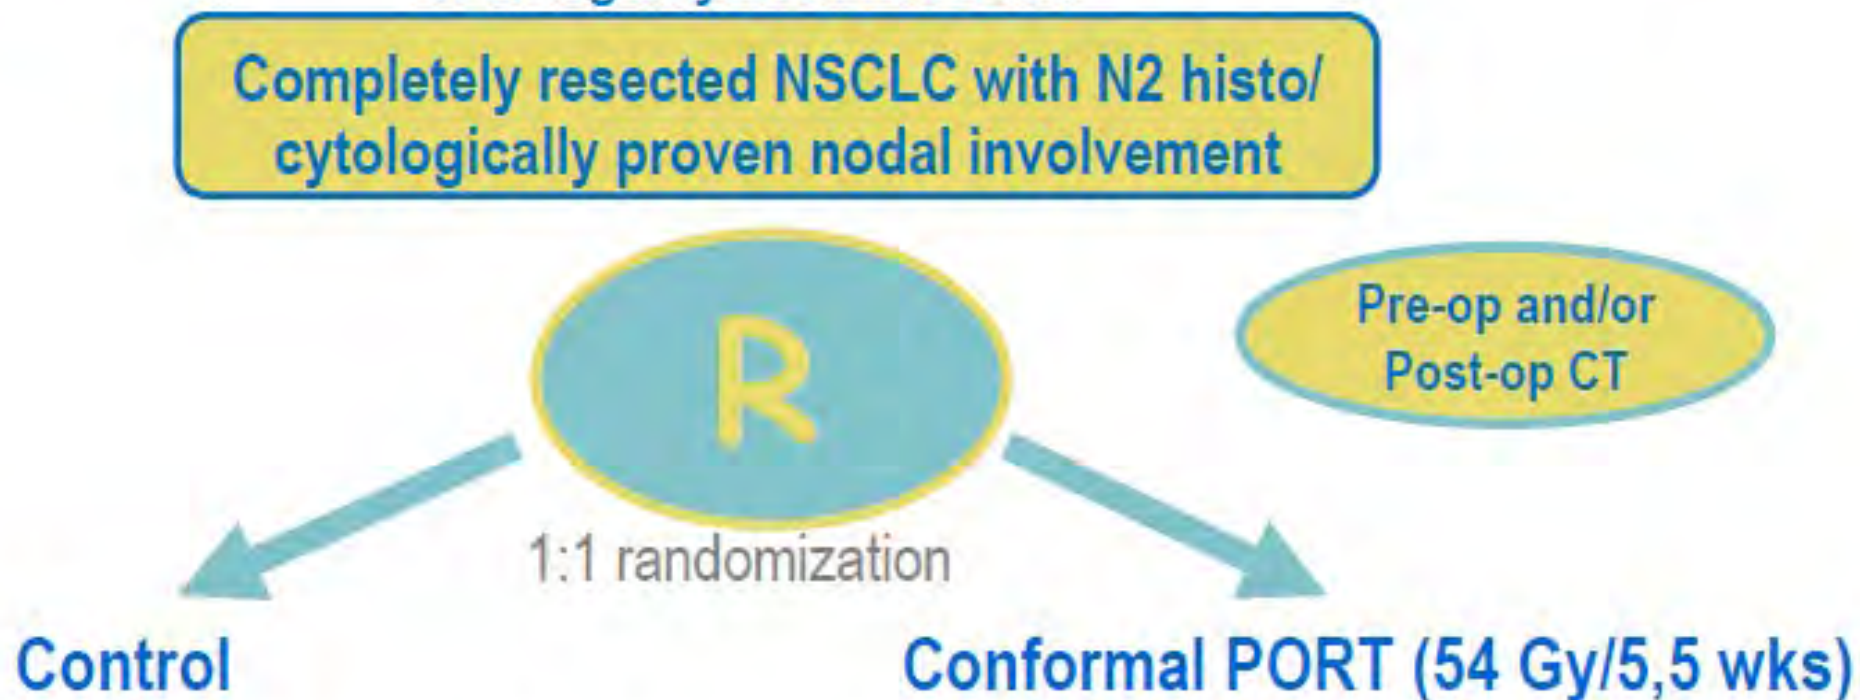 Completely resected NSCLC with N2 histo/
cytologically proven nodal involvement
R
Pre-op and/or
Post-op CT
1:1 randomization
Control
Conformal PORT (54 Gy/5,5 wks)